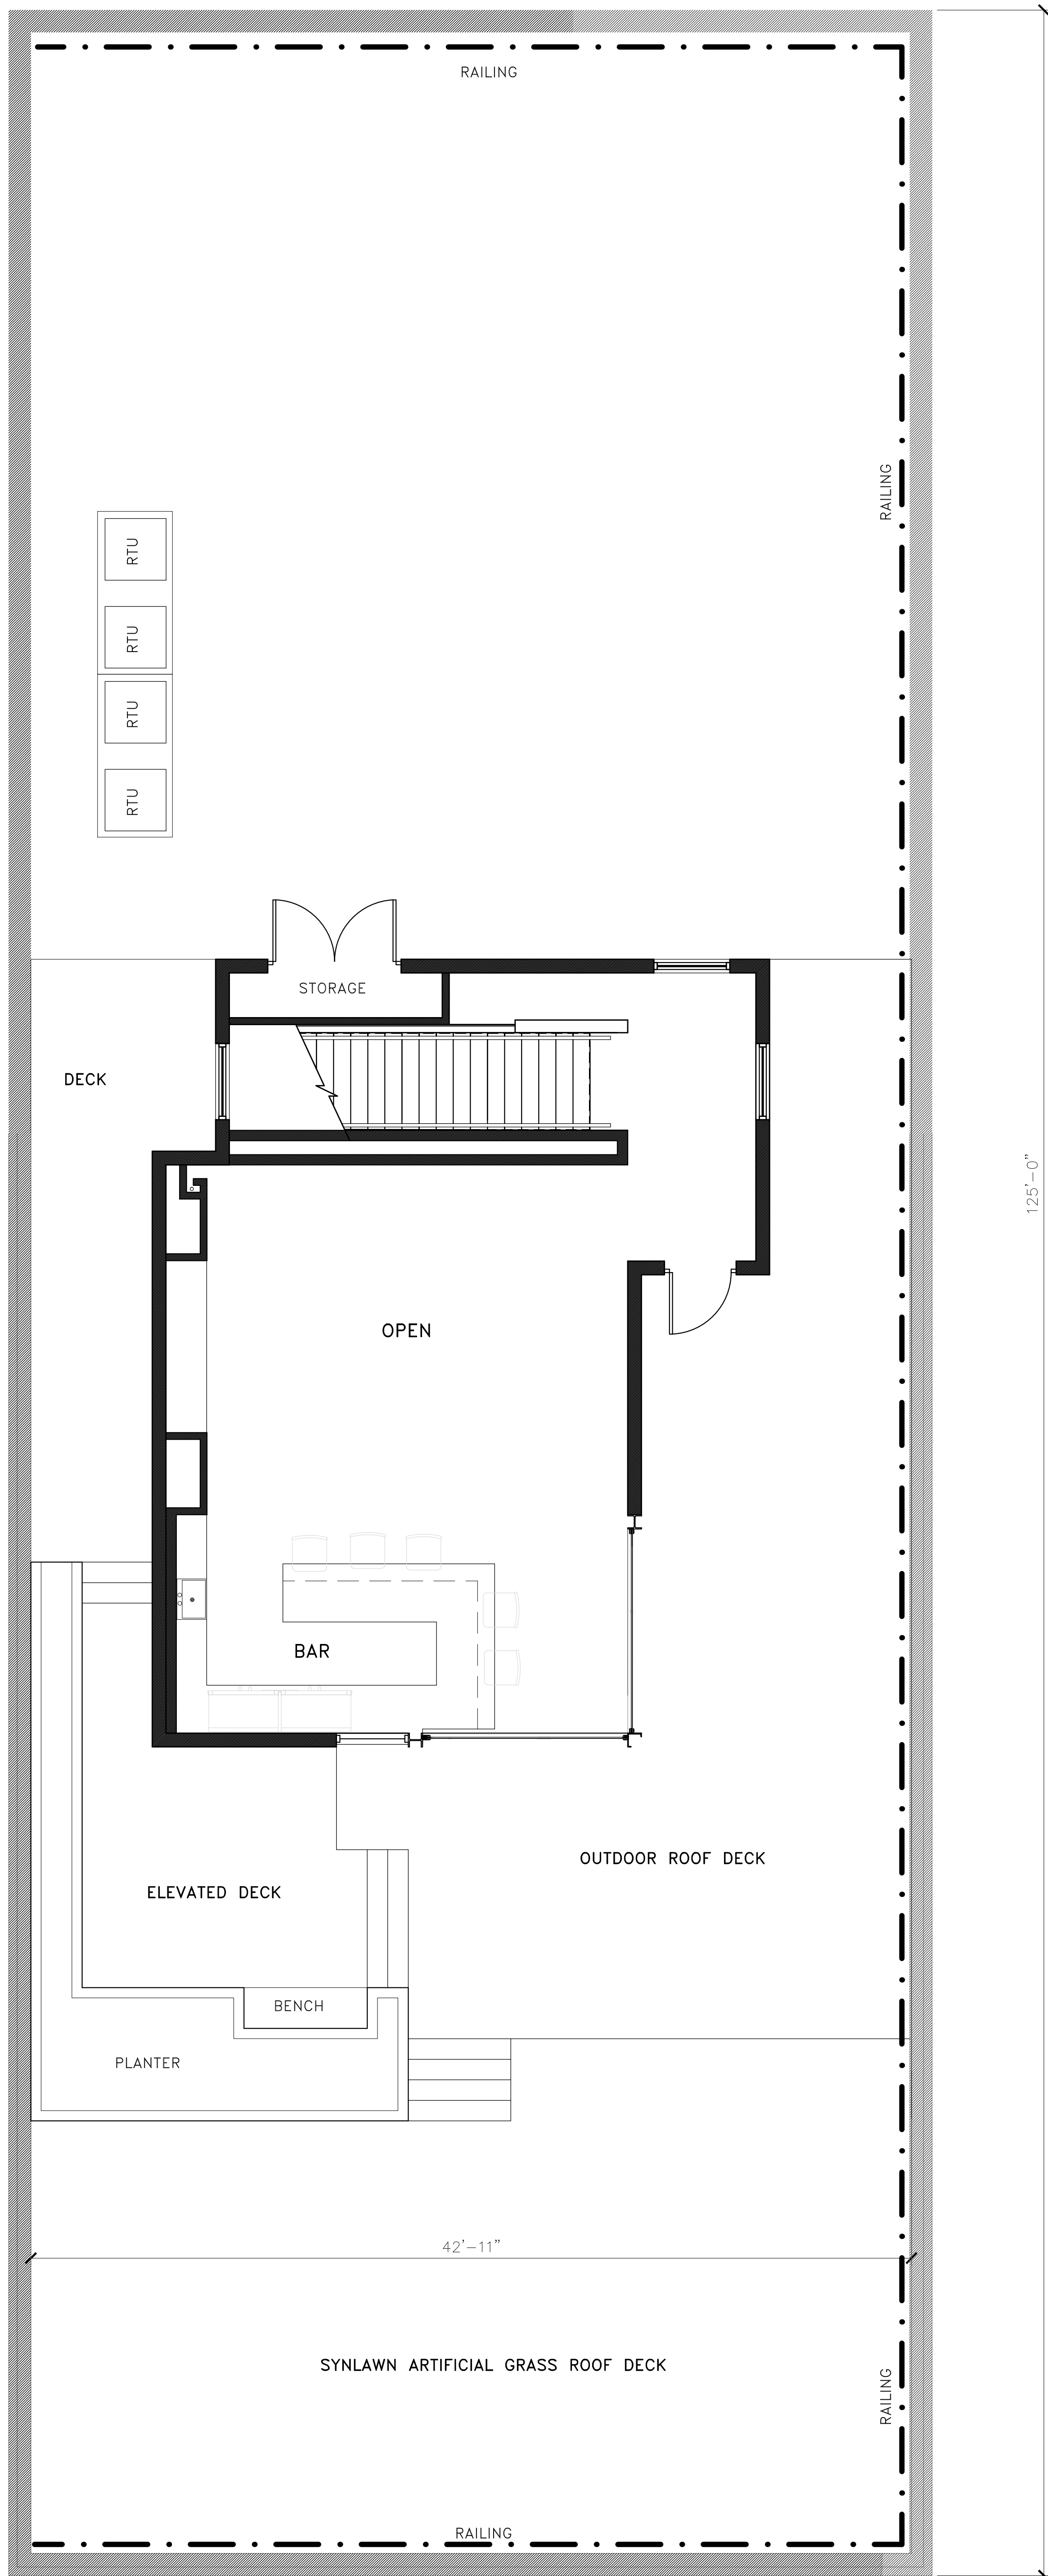 RAILING
RAILING
RTU
RTU
RTU
RTU
STORAGE
DECK
125'-0"
OPEN
BAR
OUTDOOR ROOF DECK
ELEVATED DECK
BENCH
PLANTER
42'-11"
SYNLAWN ARTIFICIAL GRASS ROOF DECK
RAILING
RAILING